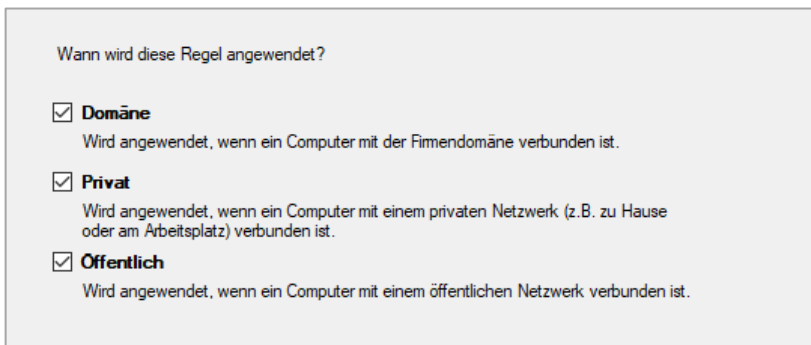 Wann wird diese Regel angewendet?
Domäne
Wird angewendet, wenn ein Computer mit der Firmendomäne verbunden ist.
Privat
Wird angewendet, wenn ein Computer mit einem privaten Netzwerk (z.B. zu Hause
oder am Arbeitsplatz) verbunden ist.
Öffentlich
Wird angewendet, wenn ein Computer mit einem öffentlichen Netzwerk verbunden ist.